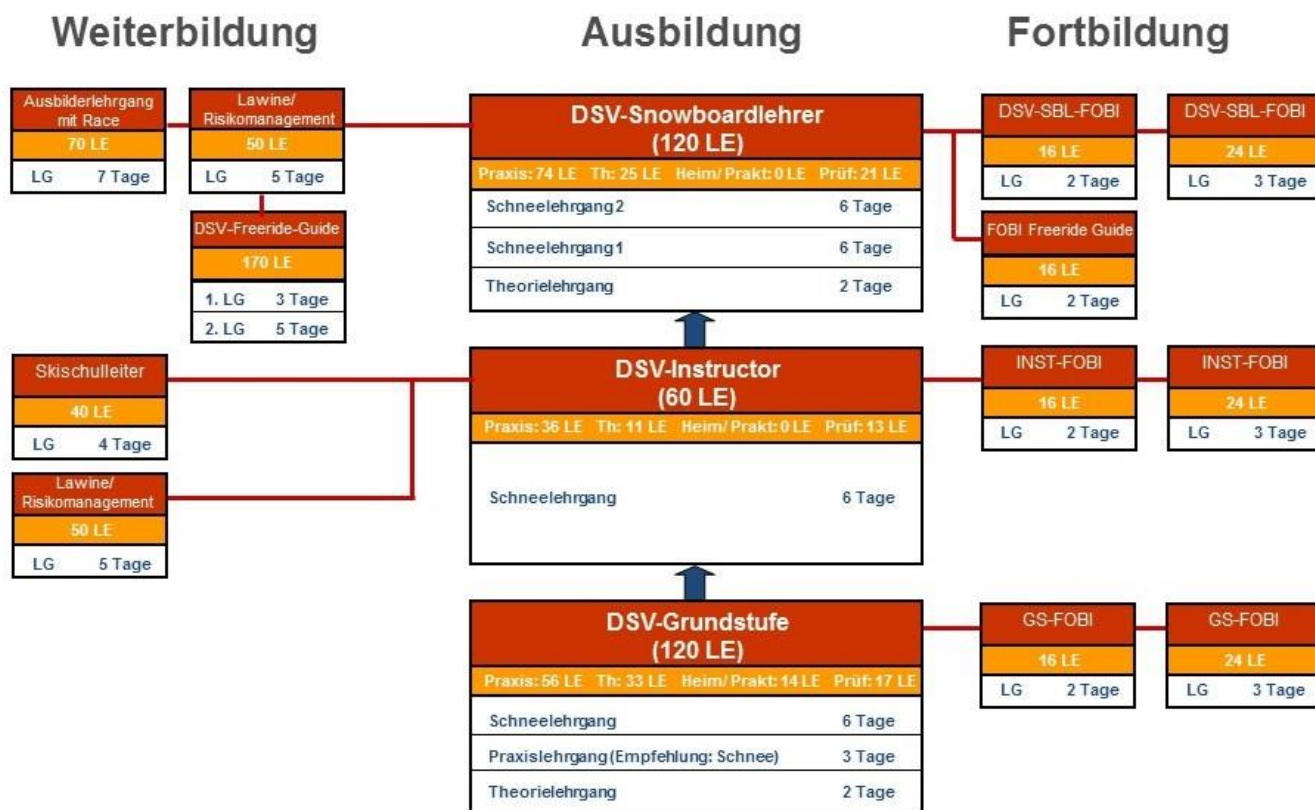 Weiterbildung
Ausbildung
Fortbildung
Ausbilderlehrgang
mit Race
70 LE
LG 7 Tage
Lawine/
Risikomanagement
50 LE
LG 5 Tage
DSV-Freeride-Guide
170 LE
1. LG 3 Tage
2. LG 5 Tage
DSV-Snowboardlehrer
(120 LE)
Praxis: 74 LE Th: 25 LE Heim/ Prakt: 0 LE Prüf: 21 LE
Schneelehrgang 2 6 Tage
Schneelehrgang 1 6 Tage
Theorielehrgang 2 Tage
DSV-SBL-FOBI
16 LE
LG 2 Tage
DSV-SBL-FOBI
24 LE
LG 3 Tage
FOBI Freeride Guide
16 LE
LG 2 Tage
Skischulleiter
40 LE
LG 4 Tage
Lawine/
Risikomanagement
50 LE
LG 5 Tage
DSV-Instructor
(60 LE)
Praxis: 36 LE Th: 11 LE Heim/ Prakt: 0 LE Prüf: 13 LE
Schneelehrgang 6 Tage
INST-FOBI
16 LE
LG 2 Tage
INST-FOBI
24 LE
LG 3 Tage
DSV-Grundstufe
(120 LE)
Praxis: 56 LE Th: 33 LE Heim/ Prakt: 14 LE Prüf: 17 LE
Schneelehrgang 6 Tage
Praxislehrgang (Empfehlung: Schnee) 3 Tage
Theorielehrgang 2 Tage
GS-FOBI
16 LE
LG 2 Tage
GS-FOBI
24 LE
LG 3 Tage